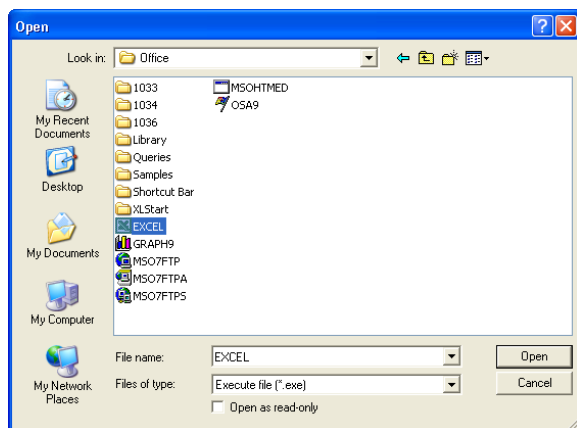 Open
Look in:
Office
My Recent
Documents
Desktop
My Documents
My Computer
My Network
Places
1033
1034
1036
Library
Queries
Samples
Shortcut Bar
XLStart
EXCEL
GRAPH9
MSO7FTP
MSO7FTPA
MSO7FTPS
MSOHTMED
OSA9
File name:
EXCEL
Open
Files of type:
Execute file (*.exe)
Cancel
Open as read-only